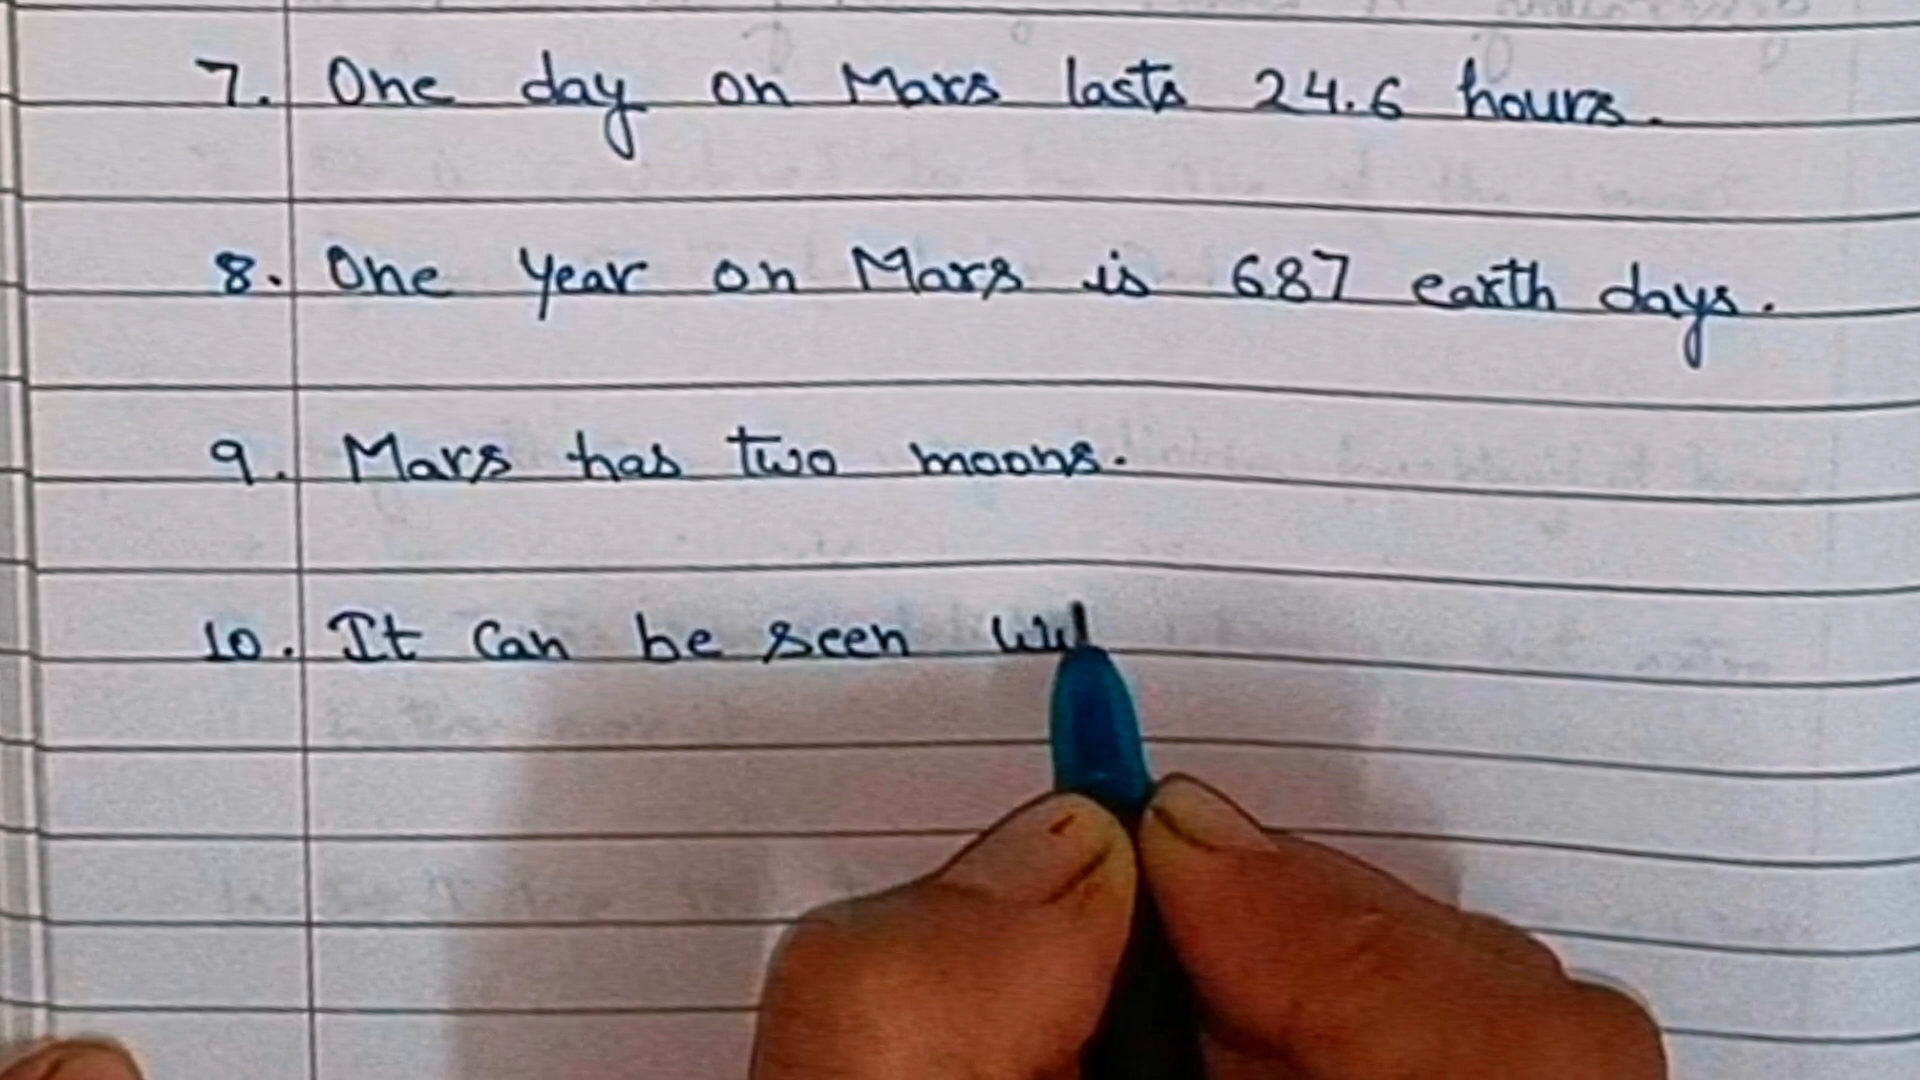 7. One day on Mars lasts 24.6 hours.
8. One year on Mars is 687 earth days.
9. Mars has two moons.
10. It can be seen